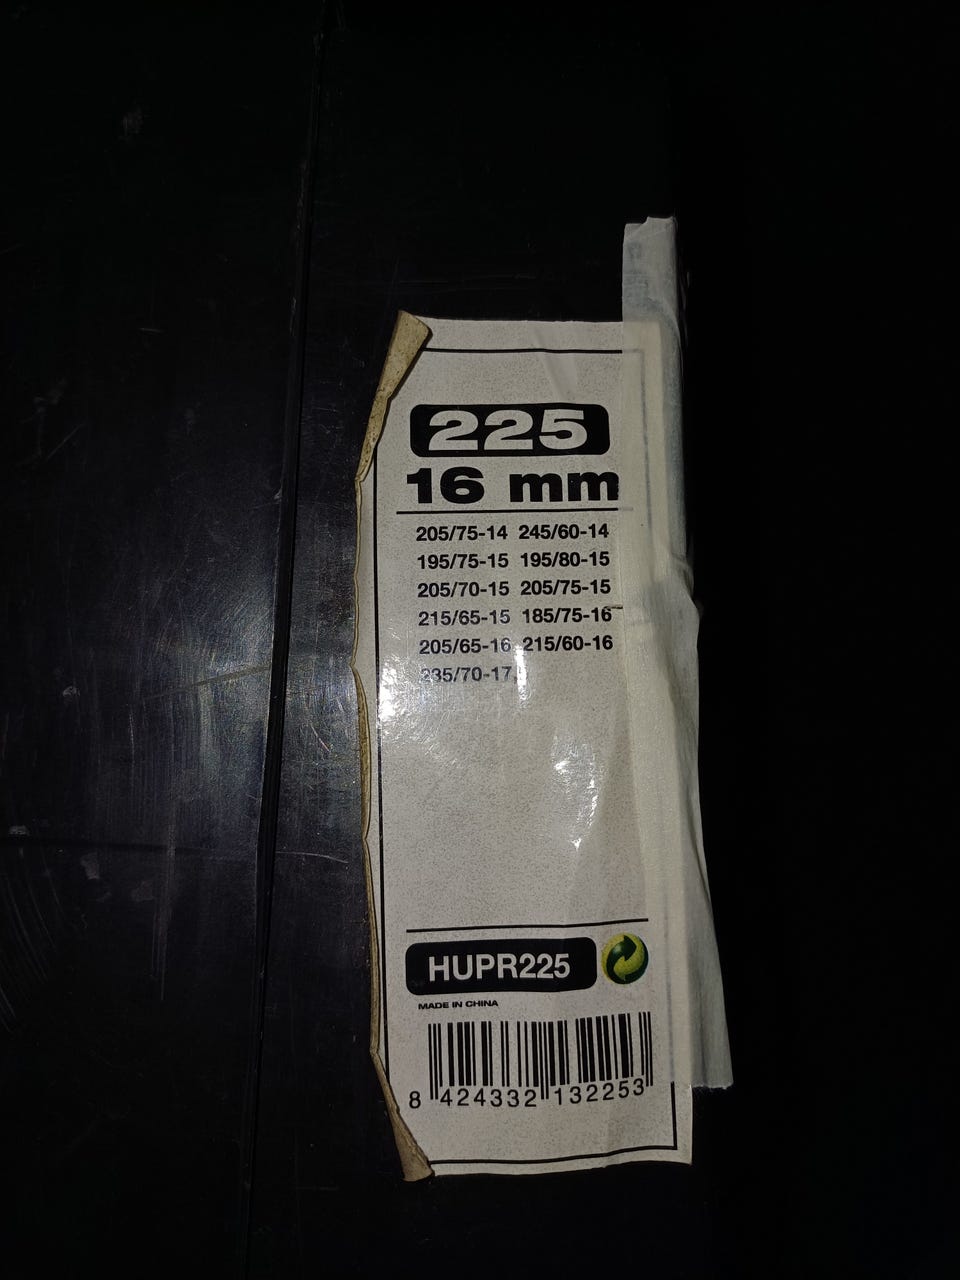 225
16 mm
205/75-14 245/60-14
195/75-15 195/80-15
205/70-15 205/75-15
215/65-15 185/75-16
205/65-16 215/60-16
235/70-17
HUPR225
MADE IN CHINA
8 424332 132253